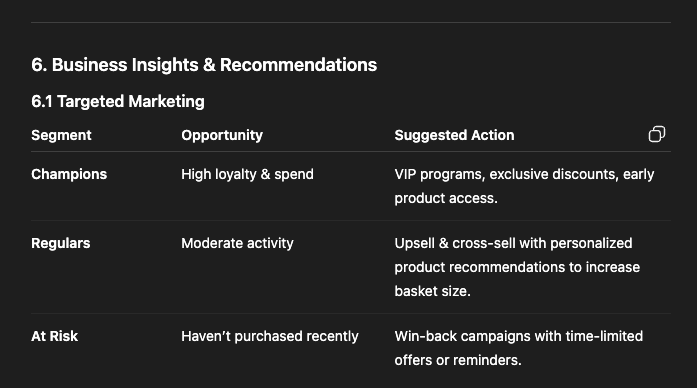 6. Business Insights & Recommendations
6.1 Targeted Marketing
Segment Opportunity Suggested Action
Champions High loyalty & spend VIP programs, exclusive discounts, early
product access.
Regulars Moderate activity Upsell & cross-sell with personalized
product recommendations to increase
basket size.
At Risk Haven’t purchased recently Win-back campaigns with time-limited
offers or reminders.